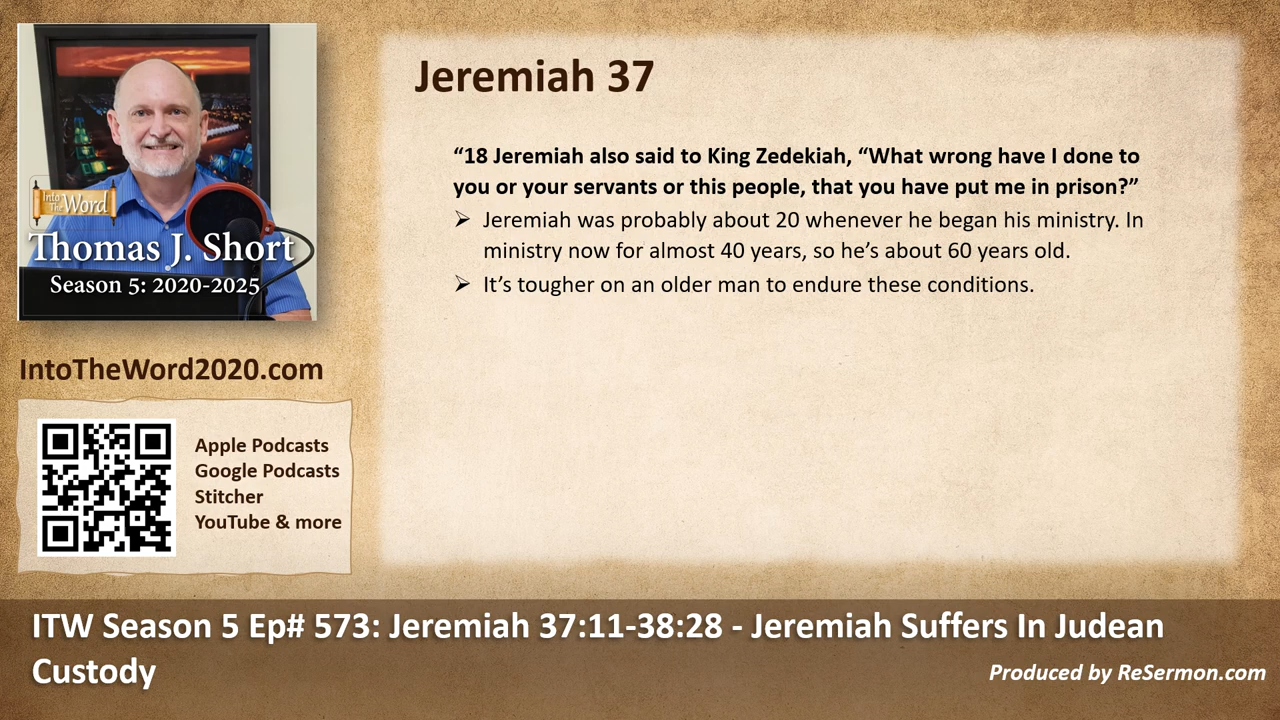 Into
The Word
Thomas J. Short
Season 5: 2020-2025
IntoTheWord2020.com
Apple Podcasts
Google Podcasts
Stitcher
YouTube & more
Jeremiah 37
“18 Jeremiah also said to King Zedekiah, “What wrong have I done to
you or your servants or this people, that you have put me in prison?”
➢ Jeremiah was probably about 20 whenever he began his ministry. In
ministry now for almost 40 years, so he’s about 60 years old.
➢ It’s tougher on an older man to endure these conditions.
ITW Season 5 Ep# 573: Jeremiah 37:11-38:28 - Jeremiah Suffers In Judean
Custody
Produced by ReSermon.com